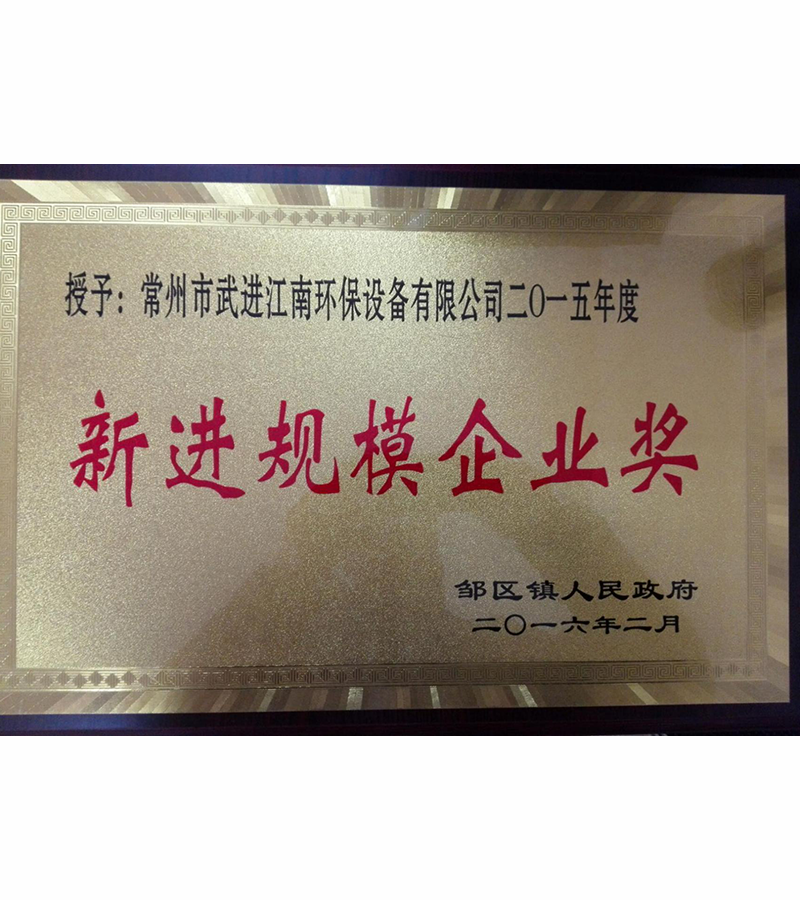 授予：常州市武进江南环保设备有限公司二〇一五年度
新进规模企业奖
邹区镇人民政府
二〇一六年二月